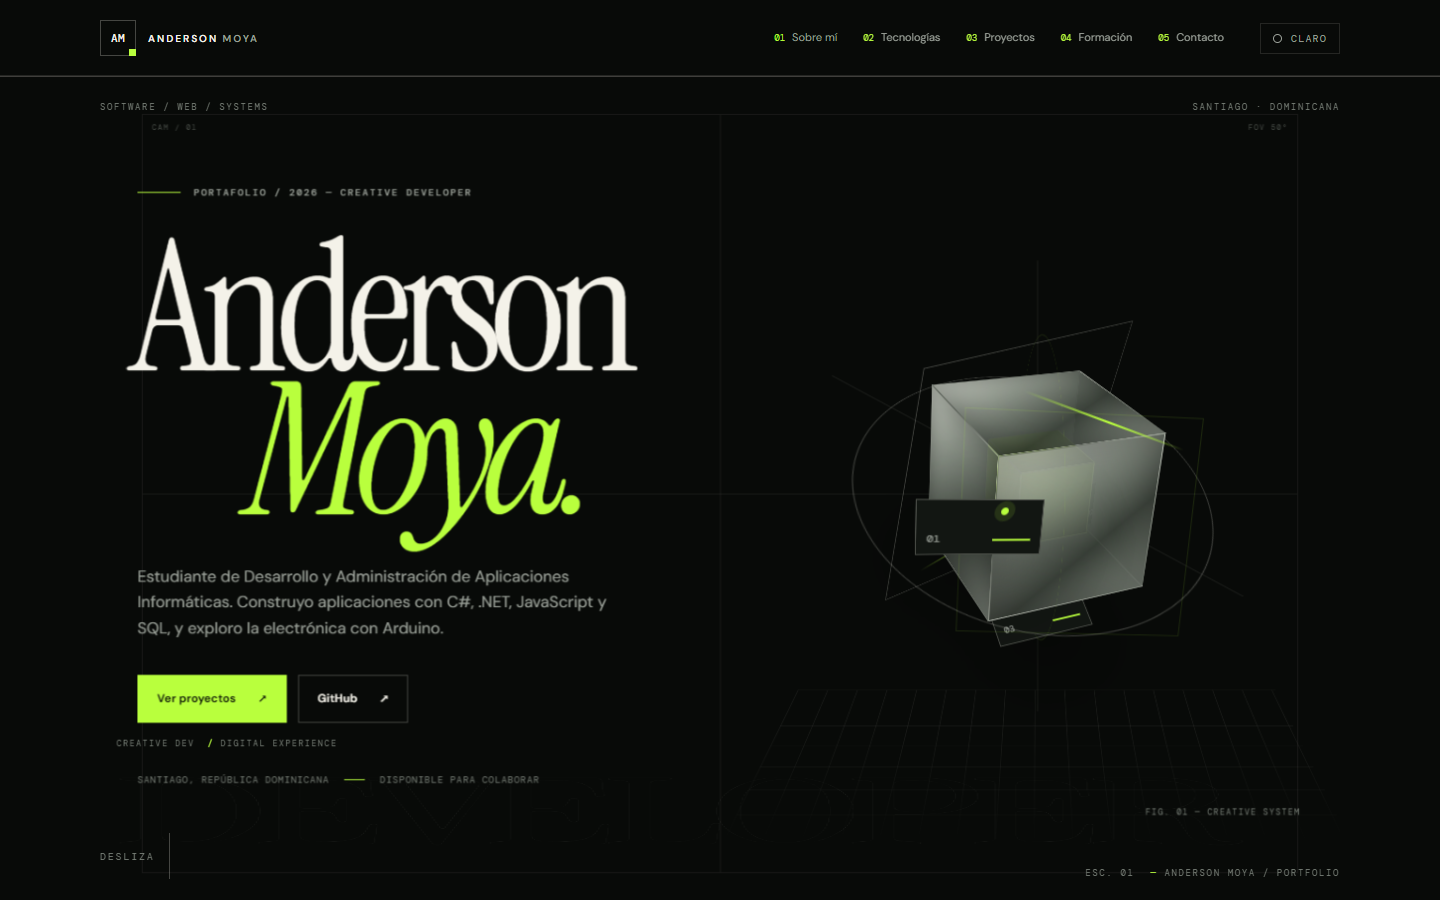 AM
ANDERSON MOYA
01 Sobre mí
02 Tecnologías
03 Proyectos
04 Formación
05 Contacto
CLARO
SOFTWARE / WEB / SYSTEMS
SANTIAGO · DOMINICANA
CAM / 01
FOV 50°
PORTAFOLIO / 2026 — CREATIVE DEVELOPER
Anderson
Moya.
Estudiante de Desarrollo y Administración de Aplicaciones
Informáticas. Construyo aplicaciones con C#, .NET, JavaScript y
SQL, y exploro la electrónica con Arduino.
01
03
Ver proyectos ↗
GitHub ↗
CREATIVE DEV / DIGITAL EXPERIENCE
SANTIAGO, REPÚBLICA DOMINICANA — DISPONIBLE PARA COLABORAR
DEVELOPER
FIG. 01 — CREATIVE SYSTEM
DESLIZA
ESC. 01 — ANDERSON MOYA / PORTFOLIO